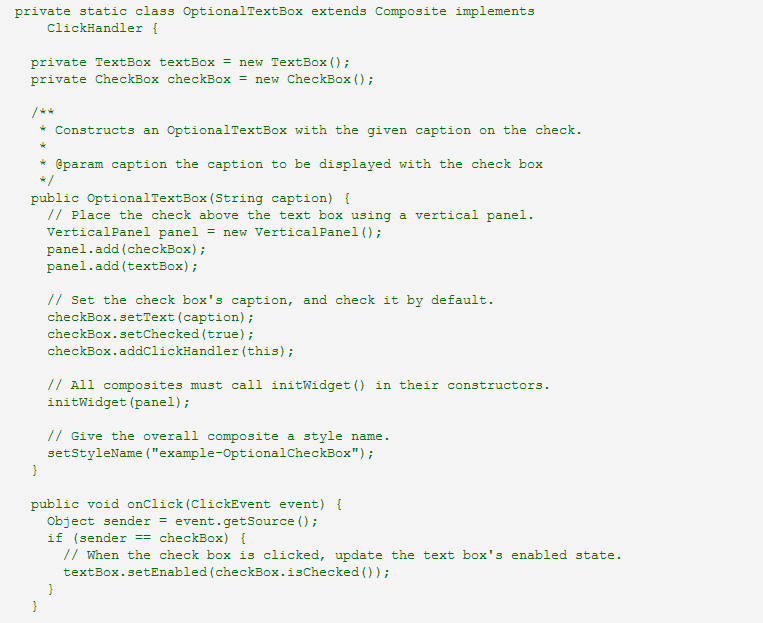 private static class OptionalTextBox extends Composite implements
ClickHandler {
private TextBox textBox = new TextBox();
private CheckBox checkBox = new CheckBox();
/**
* Constructs an OptionalTextBox with the given caption on the check.
*
* @param caption the caption to be displayed with the check box
*/
public OptionalTextBox(String caption) {
// Place the check above the text box using a vertical panel.
VerticalPanel panel = new VerticalPanel();
panel.add(checkBox);
panel.add(textBox);
// Set the check box's caption, and check it by default.
checkBox.setText(caption);
checkBox.setChecked(true);
checkBox.addClickHandler(this);
// All composites must call initWidget() in their constructors.
initWidget(panel);
// Give the overall composite a style name.
setStyleName("example-OptionalCheckBox");
}
public void onClick(ClickEvent event) {
Object sender = event.getSource();
if (sender == checkBox) {
// When the check box is clicked, update the text box's enabled state.
textBox.setEnabled(checkBox.isChecked());
}
}